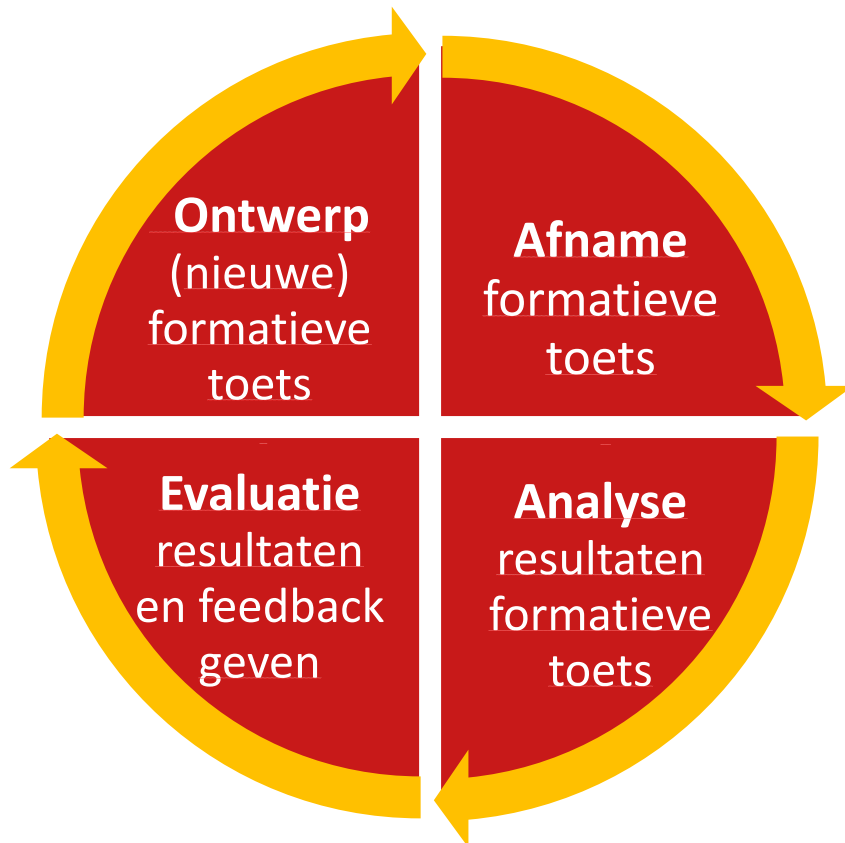 Ontwerp
(nieuwe)
formatieve
toets
Afname
formatieve
toets
Evaluatie
resultaten
en feedback
geven
Analyse
resultaten
formatieve
toets